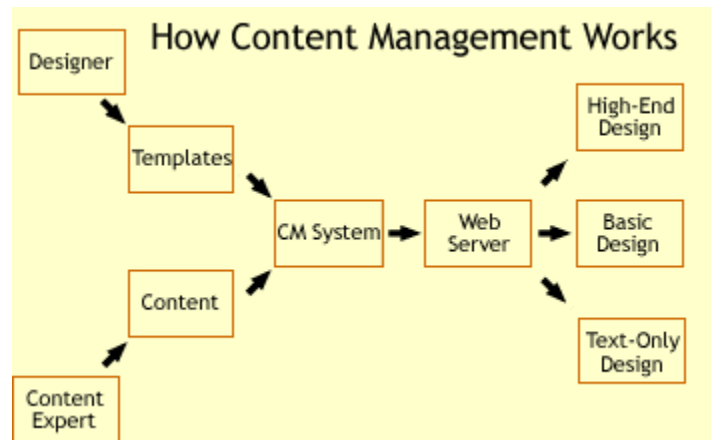 How Content Management Works
Designer
Templates
Content
Content
Expert
CM System
Web
Server
High-End
Design
Basic
Design
Text-Only
Design